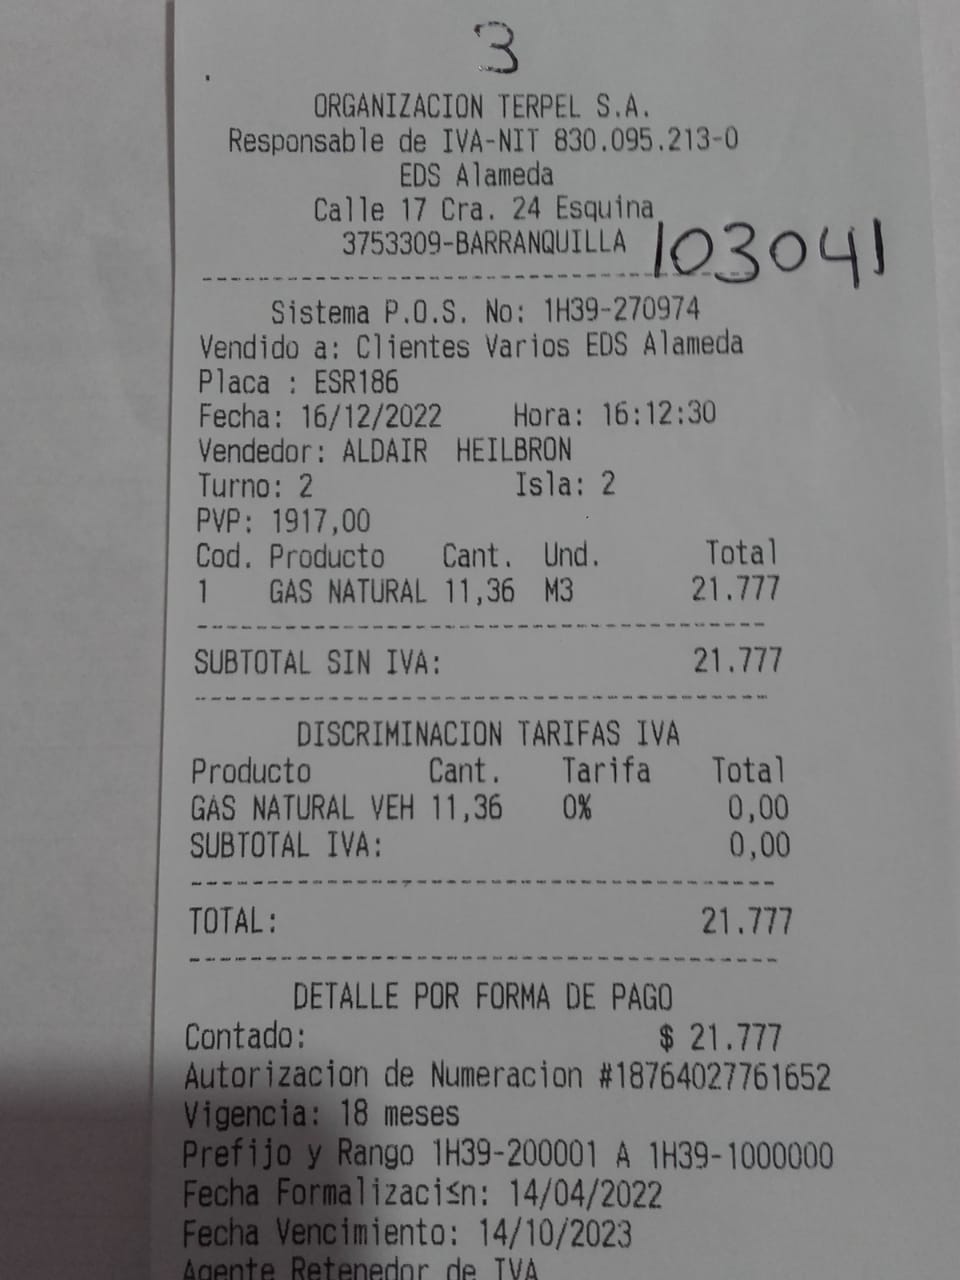 3
ORGANIZACION TERPEL S.A.
Responsable de IVA-NIT 830.095.213-0
EDS Alameda
Calle 17 Cra. 24 Esquina
3753309-BARRANQUILLA 103041
Sistema P.O.S. No: 1H39-270974
Vendido a: Clientes Varios EDS Alameda
Placa : ESR186
Fecha: 16/12/2022 Hora: 16:12:30
Vendedor: ALDAIR HEILBRON
Turno: 2 Isla: 2
PVP: 1917,00
Cod. Producto Cant. Und. Total
1 GAS NATURAL 11,36 M3 21.777
SUBTOTAL SIN IVA: 21.777
DISCRIMINACION TARIFAS IVA
Producto Cant. Tarifa Total
GAS NATURAL VEH 11,36 0% 0,00
SUBTOTAL IVA: 0,00
TOTAL: 21.777
DETALLE POR FORMA DE PAGO
Contado: $ 21.777
Autorizacion de Numeracion #18764027761652
Vigencia: 18 meses
Prefijo y Rango 1H39-200001 A 1H39-1000000
Fecha Formalizaci≤n: 14/04/2022
Fecha Vencimiento: 14/10/2023
Agente Retenedor de IVA